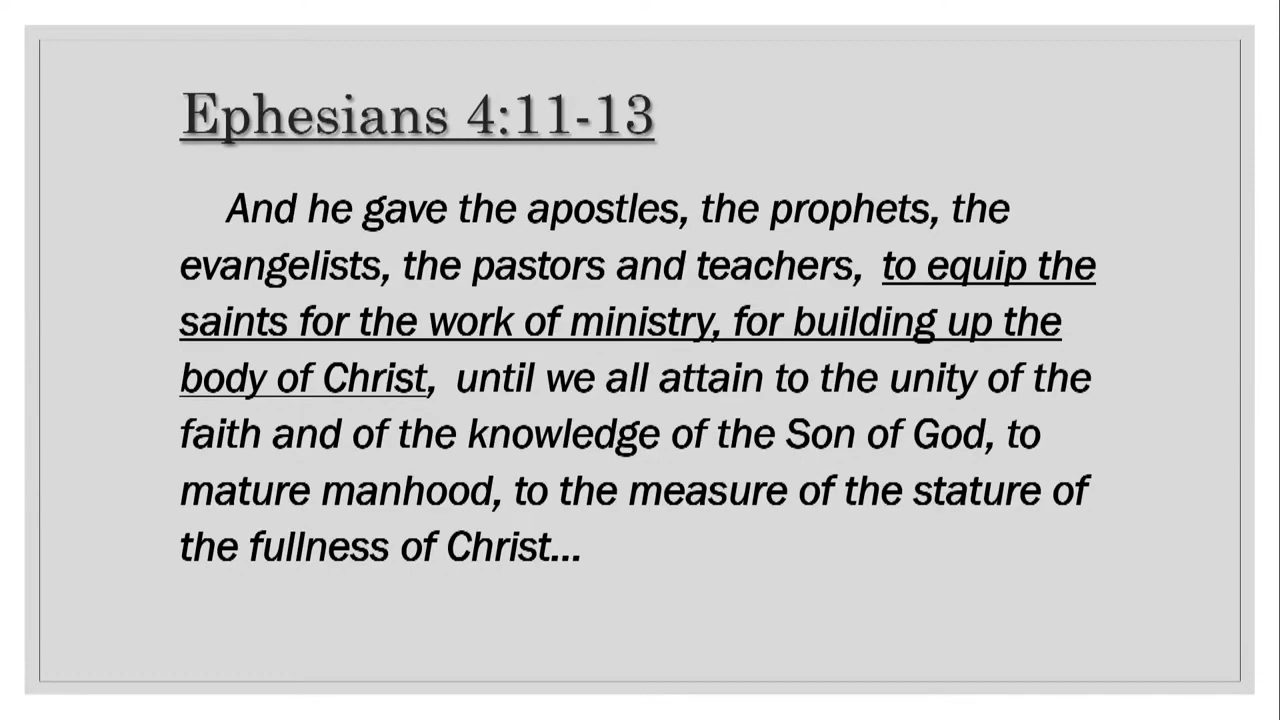 Ephesians 4:11-13
And he gave the apostles, the prophets, the
evangelists, the pastors and teachers, to equip the
saints for the work of ministry, for building up the
body of Christ, until we all attain to the unity of the
faith and of the knowledge of the Son of God, to
mature manhood, to the measure of the stature of
the fullness of Christ...